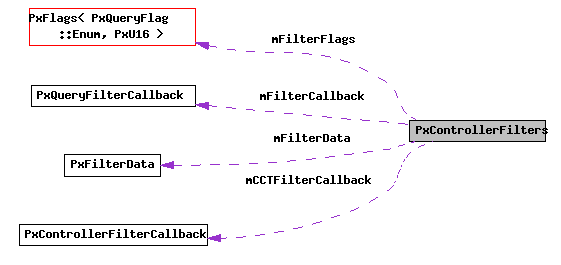 PxFlags< PxQueryFlag
::Enum, PxU16 >
mFilterFlags
PxQueryFilterCallback
mFilterCallback
PxControllerFilters
mFilterData
PxFilterData
mCCTFilterCallback
PxControllerFilterCallback